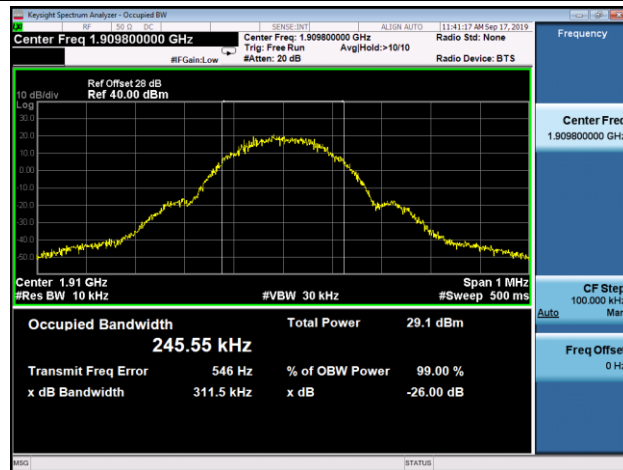 Keysight Spectrum Analyzer - Occupied BW
RF 50 Ω DC SENSE:INT ALIGN AUTO 11:41:17 AM Sep 17, 2019
Center Freq 1.909800000 GHz
Center Freq: 1.909800000 GHz
Radio Std: None
Trig: Free Run Avg|Hold:>10/10
#IFGain:Low #Atten: 20 dB Radio Device: BTS
Frequency
Ref Offset 28 dB
10 dB/div Ref 40.00 dBm
Log
30.0
20.0
10.0
0.00
-10.0
-20.0
-30.0
-40.0
-50.0
Center 1.91 GHz Span 1 MHz
#Res BW 10 kHz #VBW 30 kHz #Sweep 500 ms
Center Freq
1.909800000 GHz
CF Step
100.000 kHz
Auto Man
Freq Offset
0 Hz
Occupied Bandwidth Total Power 29.1 dBm
245.55 kHz
Transmit Freq Error 546 Hz % of OBW Power 99.00 %
x dB Bandwidth 311.5 kHz x dB -26.00 dB
MSG STATUS